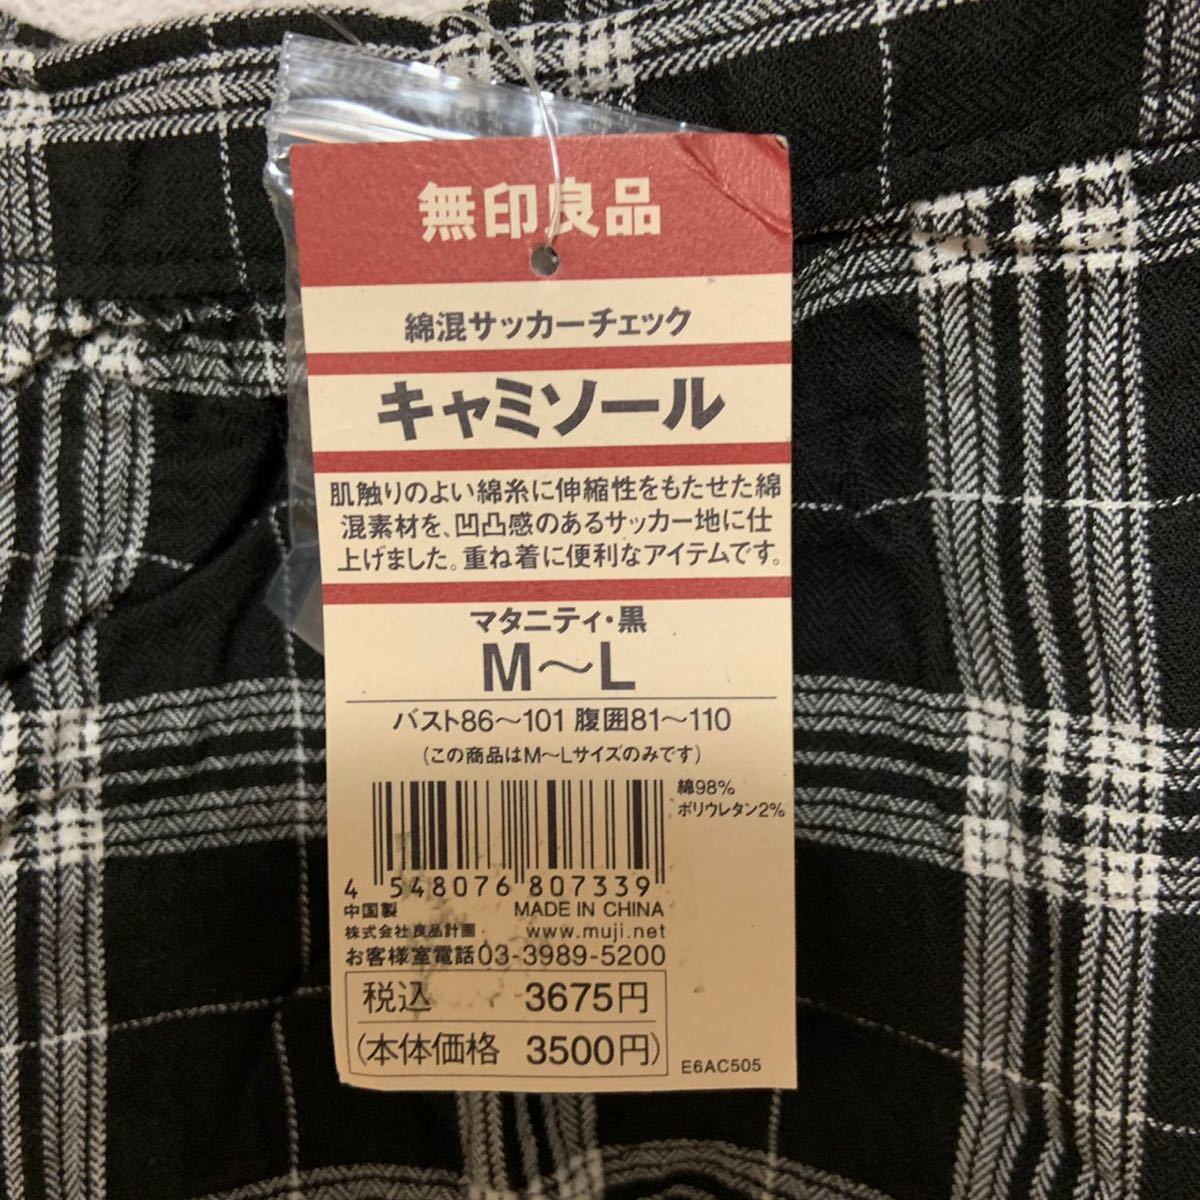 無印良品
綿混サッカーチェック
キャミソール
肌触りのよい綿糸に伸縮性をもたせた綿
混素材を、凹凸感のあるサッカー地に仕
上げました。重ね着に便利なアイテムです。
マタニティ・黒
M～L
バスト86～101 腹囲81～110
(この商品はM～Lサイズのみです)
綿98%
ポリウレタン2%
4 548076 807339
中国製 MADE IN CHINA
株式会社良品計画 www.muji.net
お客様室電話03-3989-5200
税込 3675円
(本体価格 3500円)
E6AC505